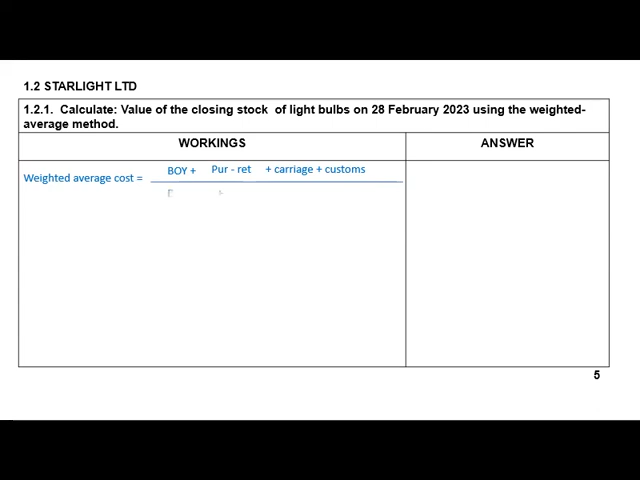 1.2 STARLIGHT LTD
1.2.1. Calculate: Value of the closing stock of light bulbs on 28 February 2023 using the weighted-
average method.
WORKINGS ANSWER
Weighted average cost = BOY + Pur - ret + carriage + customs
5